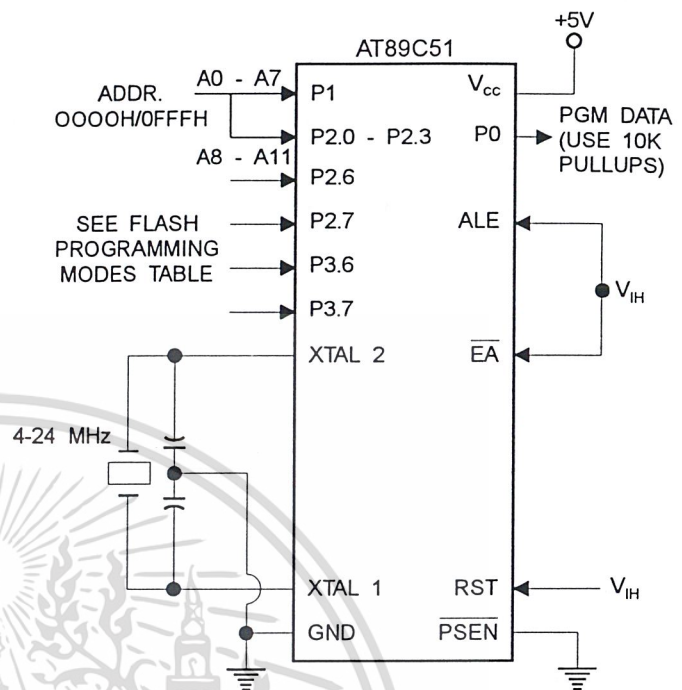 +5V
AT89C51
A0 - A7
ADDR.
OOOOH/0FFFH
P1
Vcc
P2.0 - P2.3
P0
PGM DATA
(USE 10K
PULLUPS)
A8 - A11
P2.6
SEE FLASH
PROGRAMMING
MODES TABLE
P2.7
ALE
P3.6
P3.7
VIH
XTAL 2
EA
4-24 MHz
XTAL 1
RST
VIH
GND
PSEN